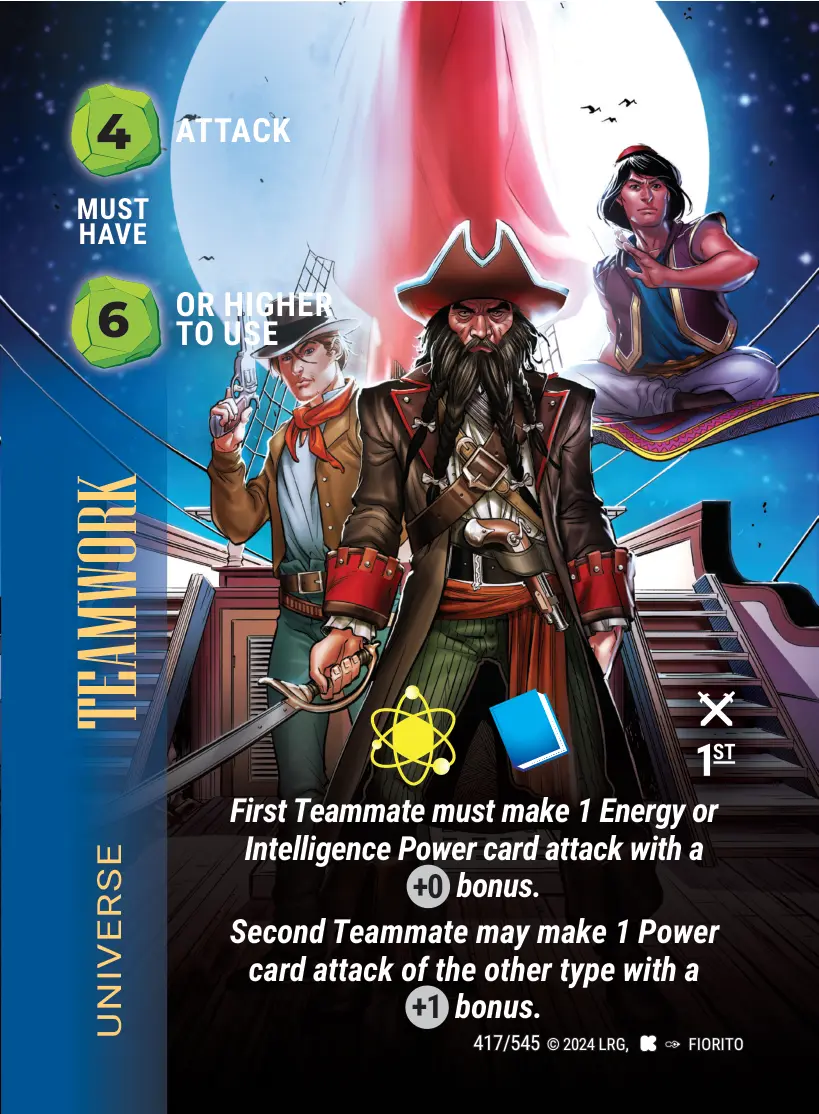 4 ATTACK
MUST
HAVE
6 OR HIGHER
TO USE
TEAMWORK
UNIVERSE
1ST
First Teammate must make 1 Energy or
Intelligence Power card attack with a
+0 bonus.
Second Teammate may make 1 Power
card attack of the other type with a
+1 bonus.
417/545 © 2024 LRG, FIORITO